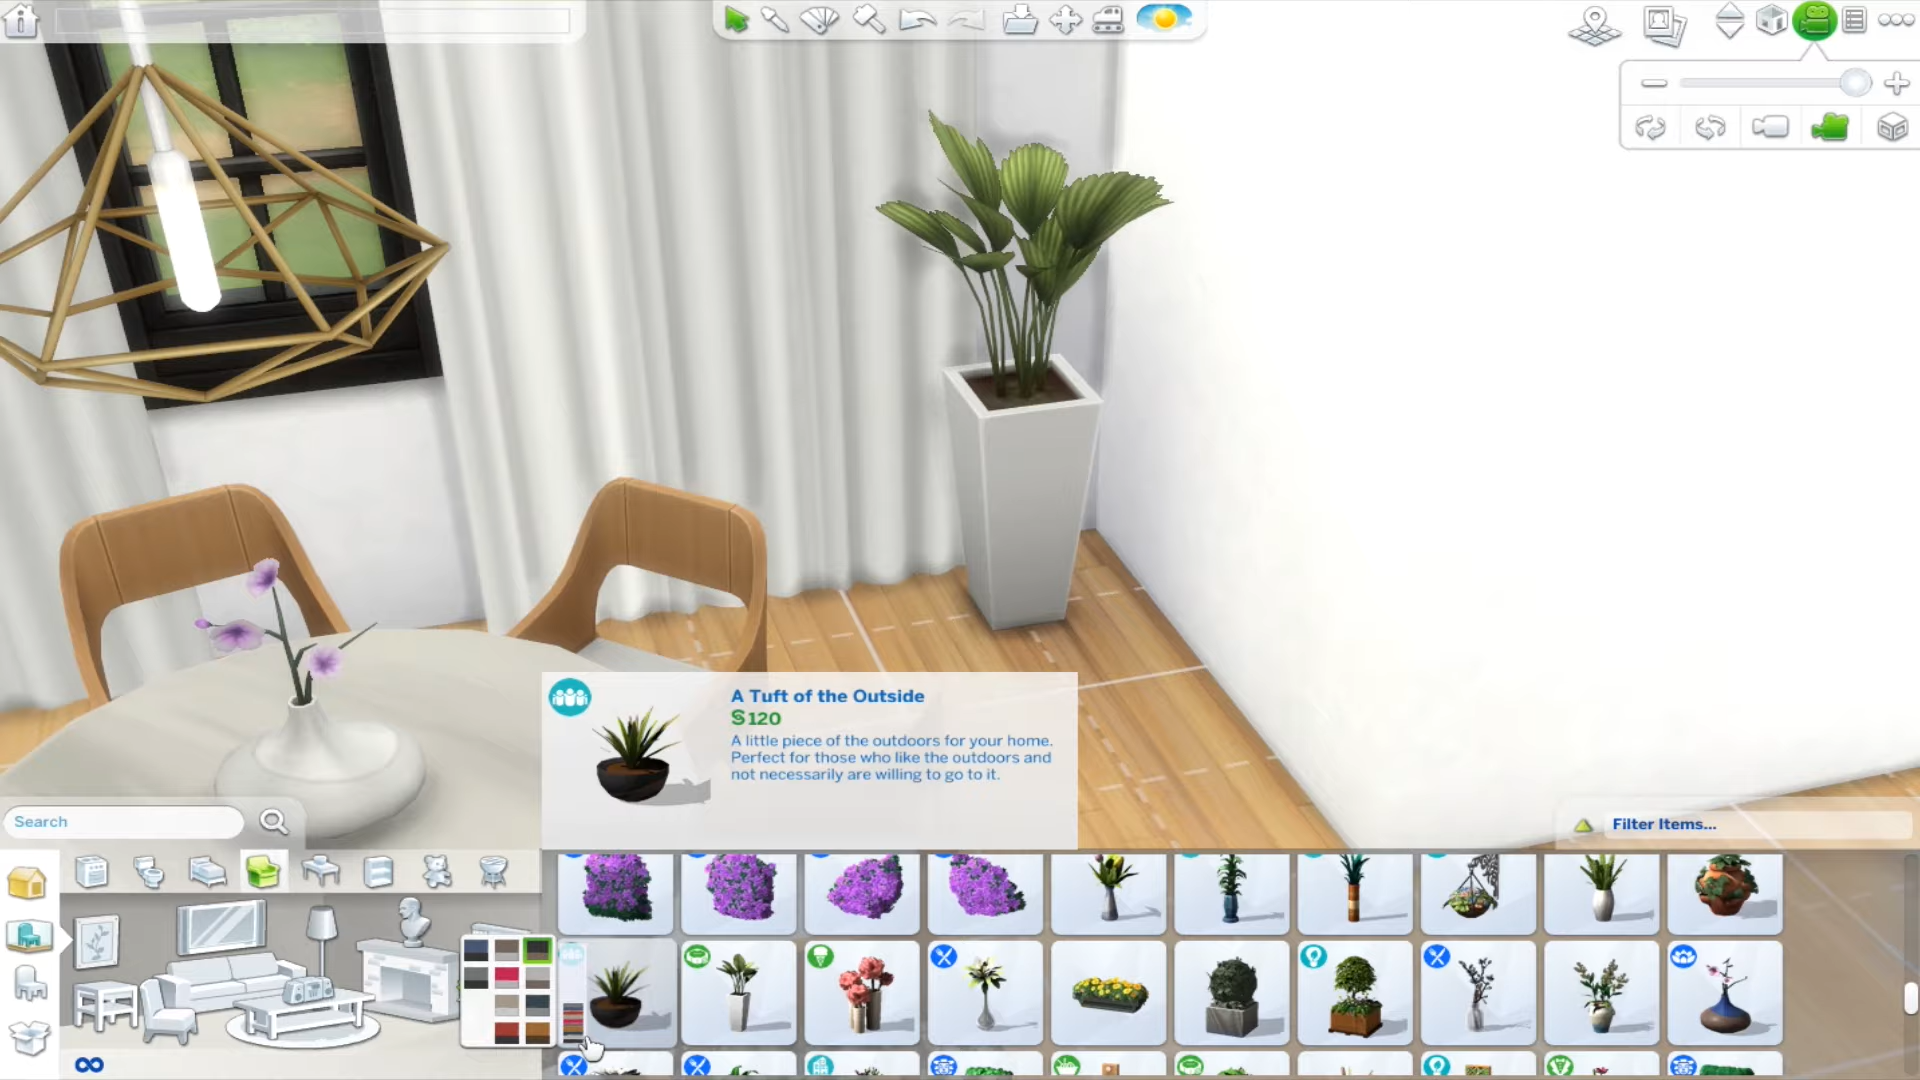 A Tuft of the Outside
§120
A little piece of the outdoors for your home.
Perfect for those who like the outdoors and
not necessarily are willing to go to it.
Search
Filter Items...